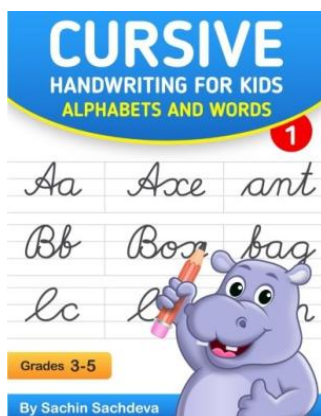 CURSIVE
HANDWRITING FOR KIDS
ALPHABETS AND WORDS
1
Aa Axe ant
Bb Box bag
Cc
Grades 3-5
By Sachin Sachdeva